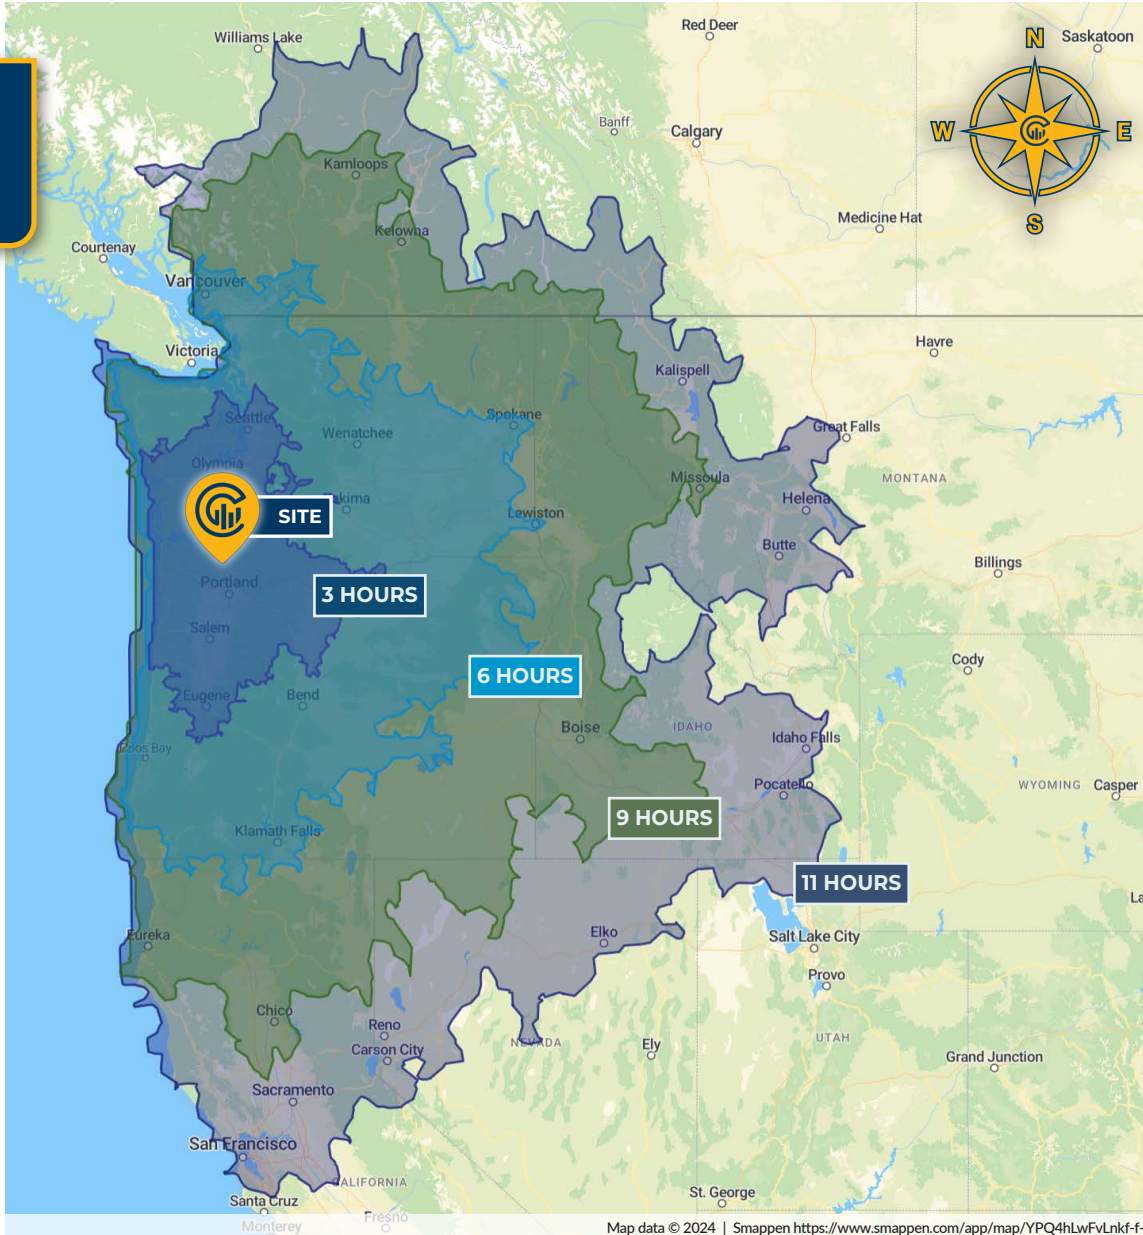 Red Deer
Williams Lake
N
Saskatoon
Banff
Calgary
W
E
Kamloops
S
Medicine Hat
Kelowna
Courtenay
Vancouver
Havre
Victoria
Kalispell
Spokane
Seattle
Great Falls
Wenatchee
Olympia
Missoula
MONTANA
Helena
SITE
Lewiston
Butte
Billings
Portland
3 HOURS
Salem
Cody
6 HOURS
Eugene
Bend
Boise
IDAHO
Idaho Falls
Coos Bay
Pocatello
WYOMING
Casper
9 HOURS
Klamath Falls
11 HOURS
La
Eureka
Elko
Salt Lake City
Provo
Chico
Reno
NEVADA
Ely
UTAH
Carson City
Grand Junction
Sacramento
San Francisco
CALIFORNIA
Santa Cruz
St. George
Monterey
Fresno
Map data © 2024 | Smappen https://www.smappen.com/app/map/YPQ4hLwFvLnkf-f-